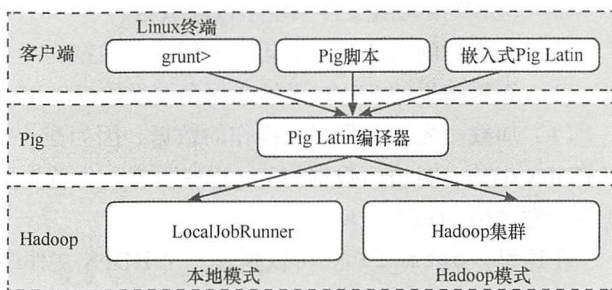 Linux终端
客户端
grunt>
Pig脚本
嵌入式Pig Latin
Pig
Pig Latin编译器
Hadoop
LocalJobRunner
Hadoop集群
本地模式
Hadoop模式